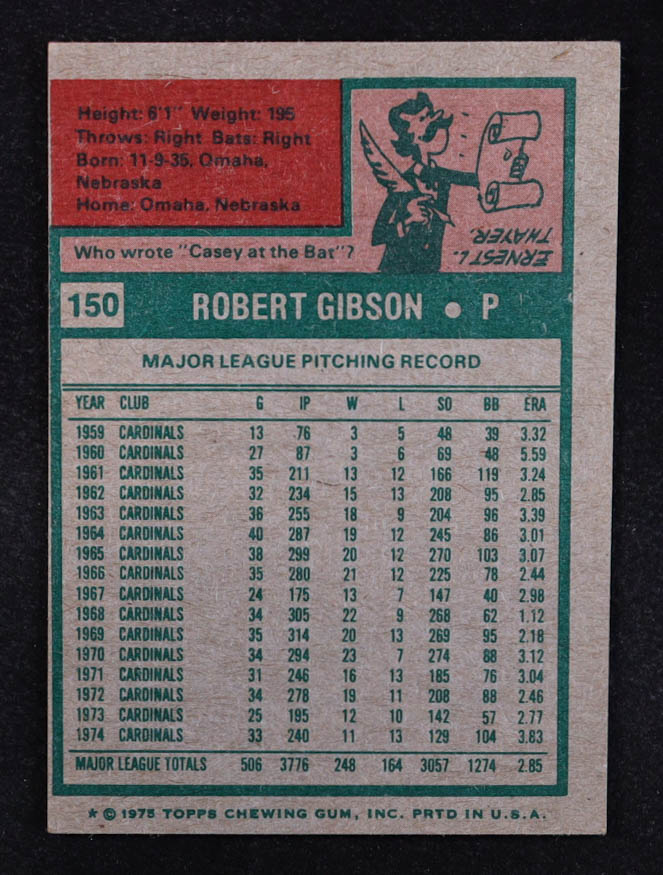 Height: 6'1" Weight: 195
Throws: Right Bats: Right
Born: 11-9-35, Omaha,
Nebraska
Home: Omaha, Nebraska
Who wrote "Casey at the Bat"?
ERNEST L.
THAYER.
150 ROBERT GIBSON • P
MAJOR LEAGUE PITCHING RECORD
YEAR CLUB G IP W L SO BB ERA
1959 CARDINALS 13 76 3 5 48 39 3.32
1960 CARDINALS 27 87 3 6 69 48 5.59
1961 CARDINALS 35 211 13 12 166 119 3.24
1962 CARDINALS 32 234 15 13 208 95 2.85
1963 CARDINALS 36 255 18 9 204 96 3.39
1964 CARDINALS 40 287 19 12 245 86 3.01
1965 CARDINALS 38 299 20 12 270 103 3.07
1966 CARDINALS 35 280 21 12 225 78 2.44
1967 CARDINALS 24 175 13 7 147 40 2.98
1968 CARDINALS 34 305 22 9 268 62 1.12
1969 CARDINALS 35 314 20 13 269 95 2.18
1970 CARDINALS 34 294 23 7 274 88 3.12
1971 CARDINALS 31 246 16 13 185 76 3.04
1972 CARDINALS 34 278 19 11 208 88 2.46
1973 CARDINALS 25 195 12 10 142 57 2.77
1974 CARDINALS 33 240 11 13 129 104 3.83
MAJOR LEAGUE TOTALS 506 3776 248 164 3057 1274 2.85
* © 1975 TOPPS CHEWING GUM, INC. PRTD IN U.S.A.